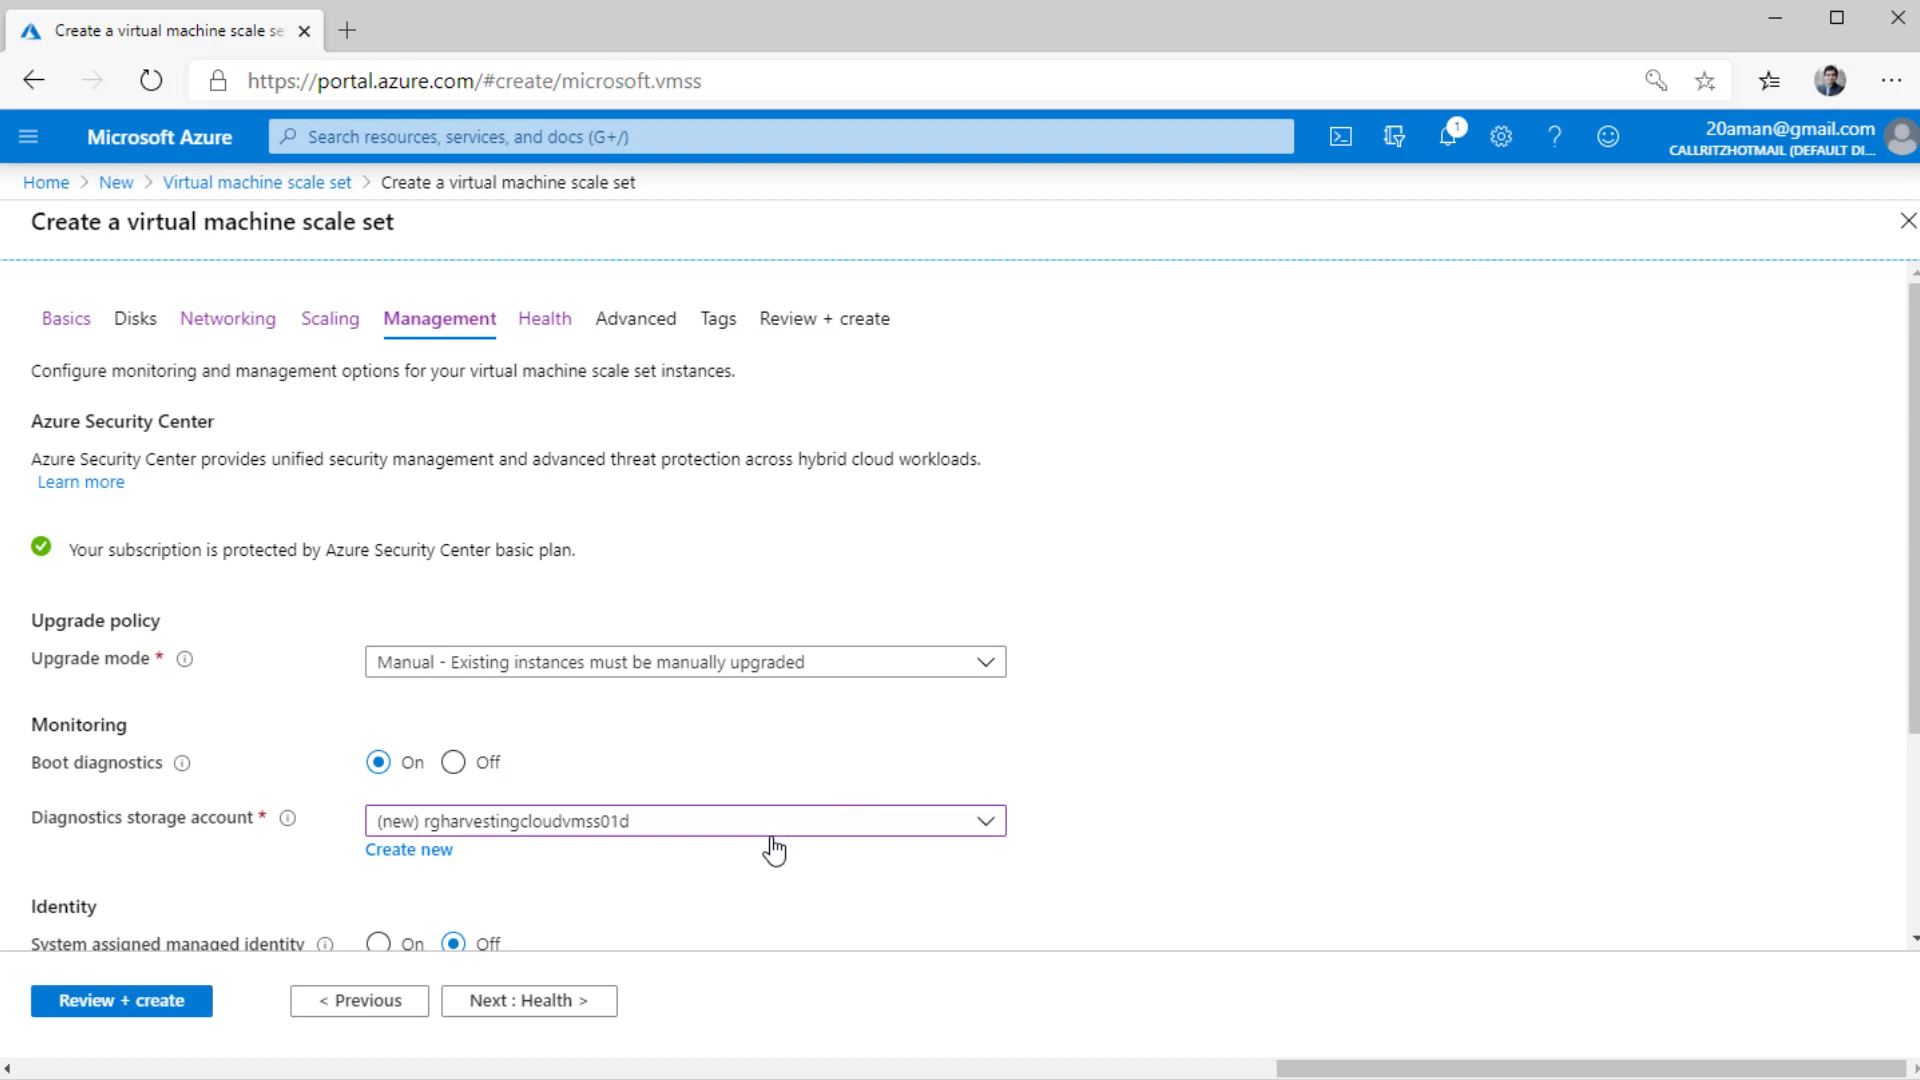 Create a virtual machine scale se
https://portal.azure.com/#create/microsoft.vmss
Microsoft Azure
Search resources, services, and docs (G+/)
1
20aman@gmail.com
CALLRITZHOTMAIL (DEFAULT DI...
Home > New > Virtual machine scale set > Create a virtual machine scale set
Create a virtual machine scale set
Basics Disks Networking Scaling Management Health Advanced Tags Review + create
Configure monitoring and management options for your virtual machine scale set instances.
Azure Security Center
Azure Security Center provides unified security management and advanced threat protection across hybrid cloud workloads.
Learn more
Your subscription is protected by Azure Security Center basic plan.
Upgrade policy
Upgrade mode * Manual - Existing instances must be manually upgraded
Monitoring
Boot diagnostics On Off
Diagnostics storage account * (new) rgharvestingcloudvmss01d
Create new
Identity
System assigned managed identity On Off
Review + create < Previous Next : Health >